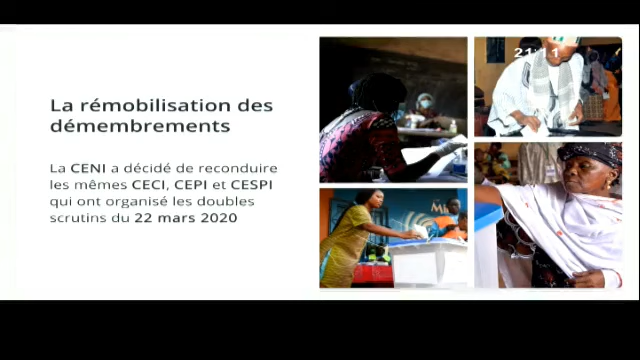 La rémobilisation des
démembrements
La CENI a décidé de reconduire
les mêmes CECI, CEPI et CESPI
qui ont organisé les doubles
scrutins du 22 mars 2020